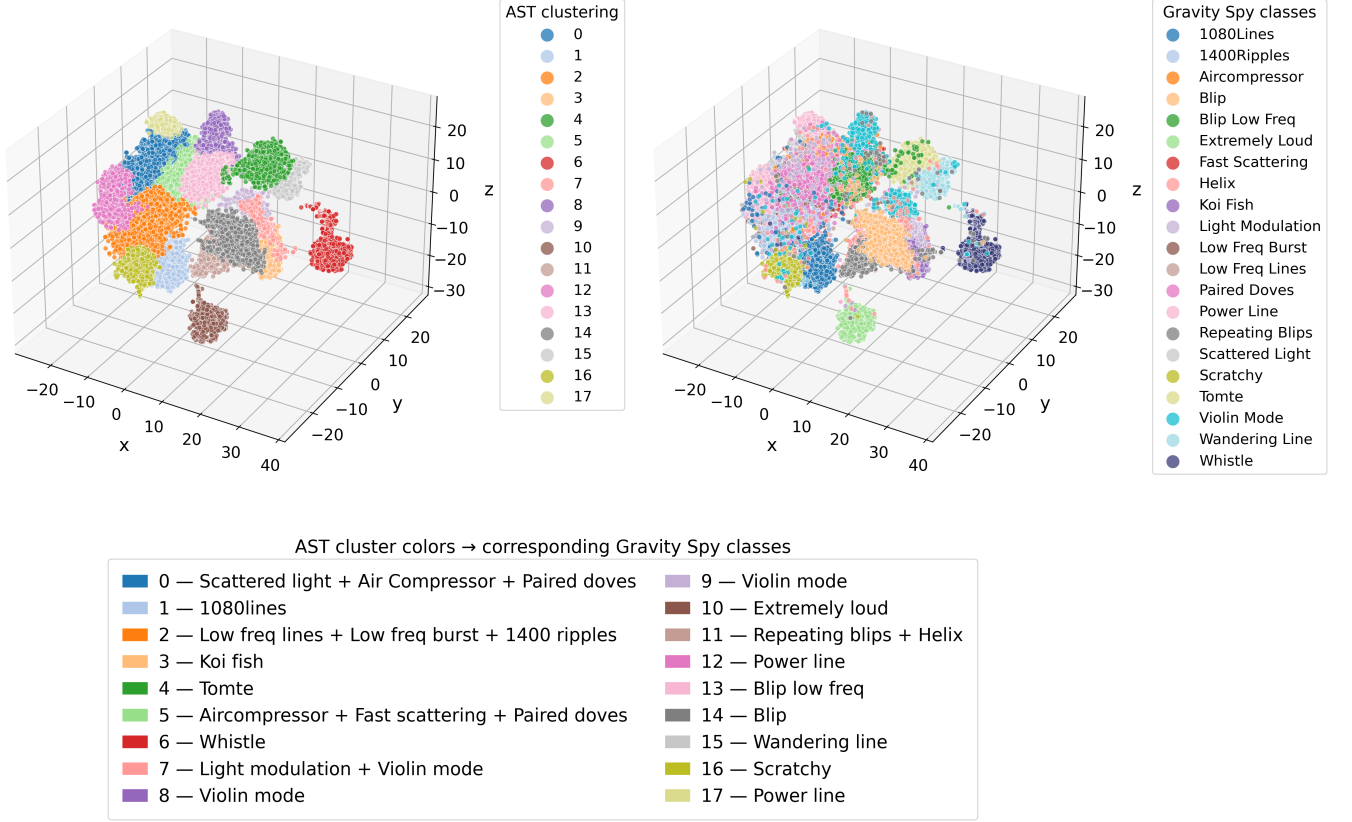 AST clustering
0
1
2
3
4
5
6
7
8
9
10
11
12
13
14
15
16
17
20
10
0
−10
−20
−30
z
−20
−10
0
10
20
30
40
x
−20
−10
0
10
20
y
Gravity Spy classes
1080Lines
1400Ripples
Aircompressor
Blip
Blip Low Freq
Extremely Loud
Fast Scattering
Helix
Koi Fish
Light Modulation
Low Freq Burst
Low Freq Lines
Paired Doves
Power Line
Repeating Blips
Scattered Light
Scratchy
Tomte
Violin Mode
Wandering Line
Whistle
20
10
0
−10
−20
−30
z
−20
−10
0
10
20
30
40
x
−20
−10
0
10
20
y
AST cluster colors → corresponding Gravity Spy classes
0 — Scattered light + Air Compressor + Paired doves
1 — 1080lines
2 — Low freq lines + Low freq burst + 1400 ripples
3 — Koi fish
4 — Tomte
5 — Aircompressor + Fast scattering + Paired doves
6 — Whistle
7 — Light modulation + Violin mode
8 — Violin mode
9 — Violin mode
10 — Extremely loud
11 — Repeating blips + Helix
12 — Power line
13 — Blip low freq
14 — Blip
15 — Wandering line
16 — Scratchy
17 — Power line